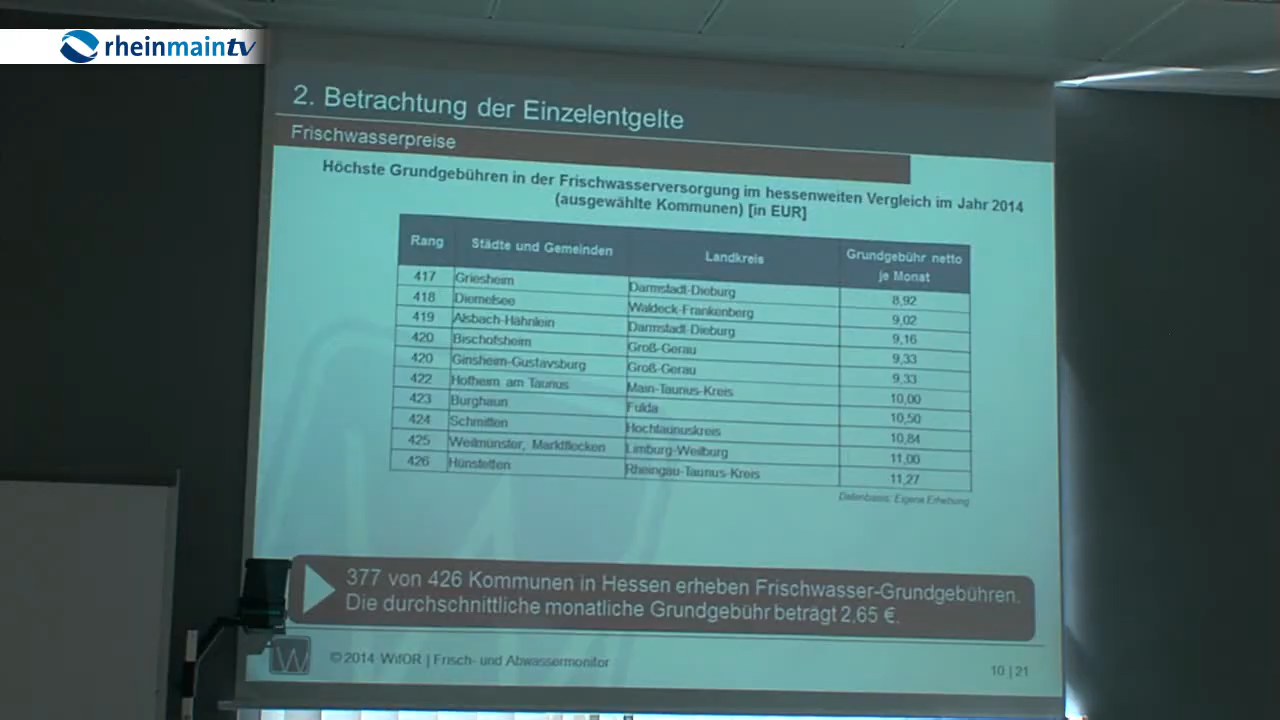 rheinmaintv
2. Betrachtung der Einzelentgelte
Frischwasserpreise
Höchste Grundgebühren in der Frischwasserversorgung im hessenweiten Vergleich im Jahr 2014
(ausgewählte Kommunen) [in EUR]
Rang Städte und Gemeinden Landkreis Grundgebühr netto je Monat
417 Griesheim Darmstadt-Dieburg 8,92
418 Diemelsee Waldeck-Frankenberg 9,02
419 Alsbach-Hähnlein Darmstadt-Dieburg 9,16
420 Bischofsheim Groß-Gerau 9,33
420 Ginsheim-Gustavsburg Groß-Gerau 9,33
422 Hofheim am Taunus Main-Taunus-Kreis 10,00
423 Burghaun Fulda 10,50
424 Schmitten Hochtaunuskreis 10,84
425 Weilmünster, Marktflecken Limburg-Weilburg 11,00
426 Hünstetten Rheingau-Taunus-Kreis 11,27
Datenbasis: Eigene Erhebung
377 von 426 Kommunen in Hessen erheben Frischwasser-Grundgebühren.
Die durchschnittliche monatliche Grundgebühr beträgt 2,65 €.
W © 2014 WifOR | Frisch- und Abwassermonitor 10 | 21